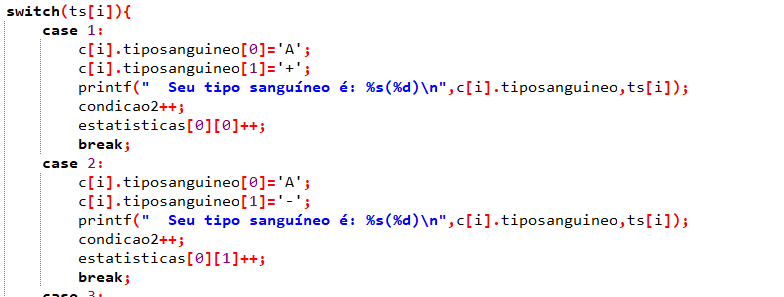 switch(ts[i]){
case 1:
c[i].tiposanguineo[0]='A';
c[i].tiposanguineo[1]='+';
printf("  Seu tipo sanguíneo é: %s(%d)\n",c[i].tiposanguineo,ts[i]);
condicao2++;
estatisticas[0][0]++;
break;
case 2:
c[i].tiposanguineo[0]='A';
c[i].tiposanguineo[1]='-';
printf("  Seu tipo sanguíneo é: %s(%d)\n",c[i].tiposanguineo,ts[i]);
condicao2++;
estatisticas[0][1]++;
break;
case 3: